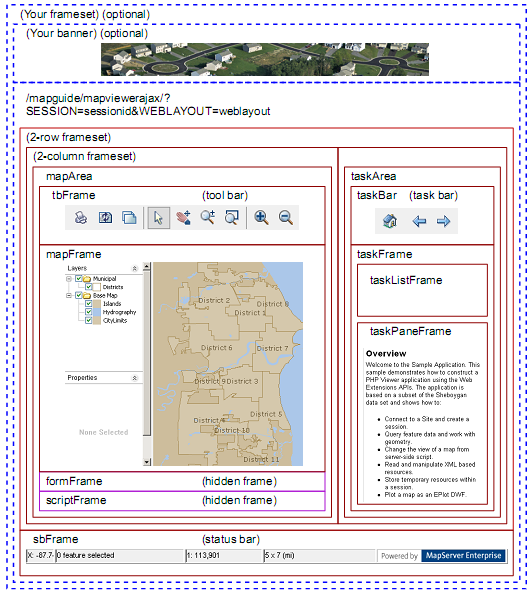 (Your frameset) (optional)
(Your banner) (optional)
/mapguide/mapviewerajax/?
SESSION=sessionid&WEBLAYOUT=weblayout
(2-row frameset)
(2-column frameset)
mapArea
tbFrame (tool bar)
mapFrame
Layers
Municipal
Districts
Base Map
Islands
Hydrography
CityLimits
Properties
None Selected
District 2
District 8
District 1
District 6
District 7
District 9
District 3
District 5
District 4
District 10
District 11
formFrame (hidden frame)
scriptFrame (hidden frame)
taskArea
taskBar (task bar)
taskFrame
taskListFrame
taskPaneFrame
Overview
Welcome to the Sample Application. This
sample demonstrates how to construct a
PHP Viewer application using the Web
Extensions APIs. The application is
based on a subset of the Sheboygan
data set and shows how to:
• Connect to a Site and create a
session.
• Query feature data and work with
geometry.
• Change the view of a map from
server-side script.
• Read and manipulate XML based
resources.
• Store temporary resources within
a session.
• Plot a map as an EPlot DWF.
sbFrame (status bar)
X: -87.7- 0 feature selected 1: 113,901 5 x 7 (mi) Powered by MapServer Enterprise